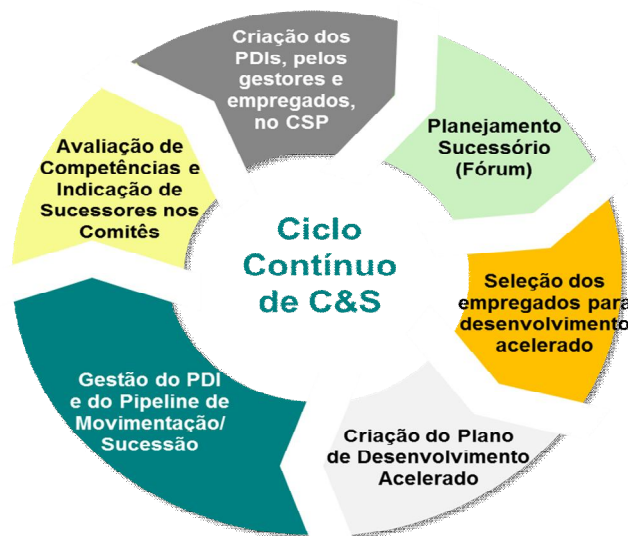 Criação dos
PDIs, pelos
gestores e
empregados,
no CSP
Planejamento
Sucessório
(Fórum)
Seleção dos
empregados para
desenvolvimento
acelerado
Criação do Plano
de Desenvolvimento
Acelerado
Gestão do PDI
e do Pipeline de
Movimentação/
Sucessão
Avaliação de
Competências e
Indicação de
Sucessores nos
Comitês
Ciclo
Contínuo
de C&S